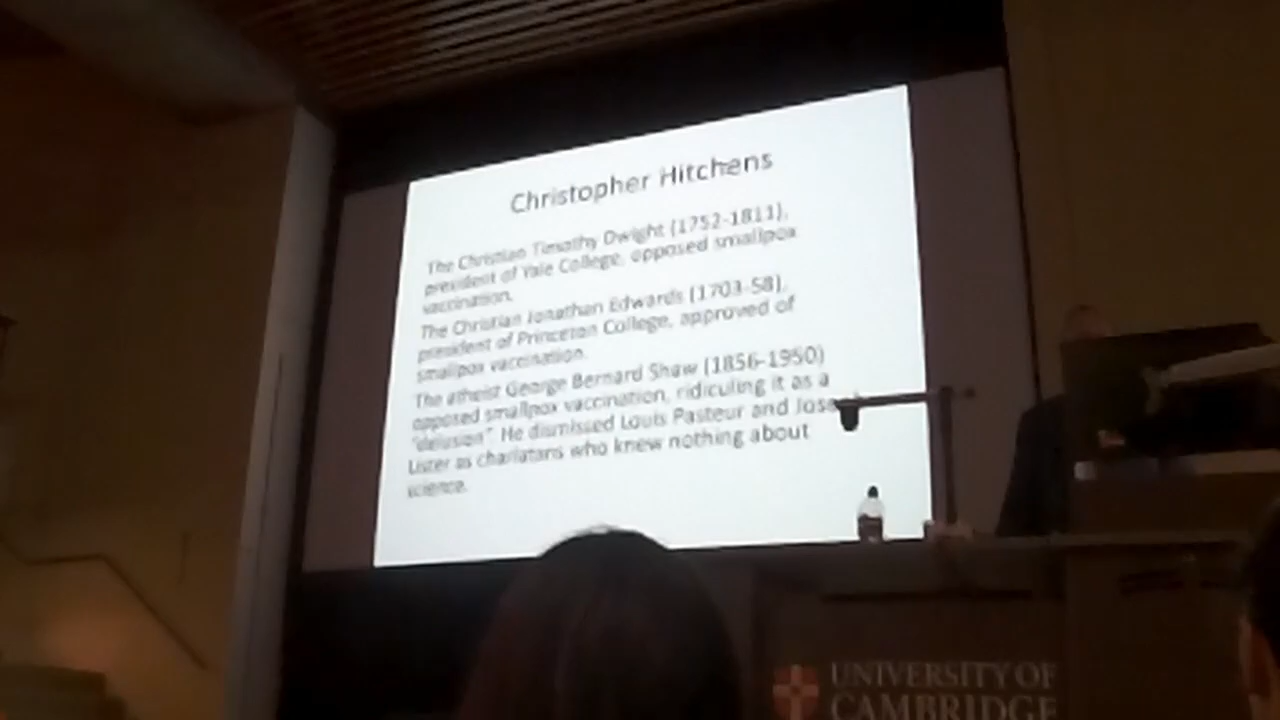 Christopher Hitchens
The Christian Timothy Dwight (1752-1811),
president of Yale College, opposed smallpox
vaccination.
The Christian Jonathan Edwards (1703-58),
president of Princeton College, approved of
smallpox vaccination.
The atheist George Bernard Shaw (1856-1950)
opposed smallpox vaccination, ridiculing it as a
"delusion". He dismissed Louis Pasteur and Jose
Lister as charlatans who knew nothing about
science.
UNIVERSITY OF
CAMBRIDGE